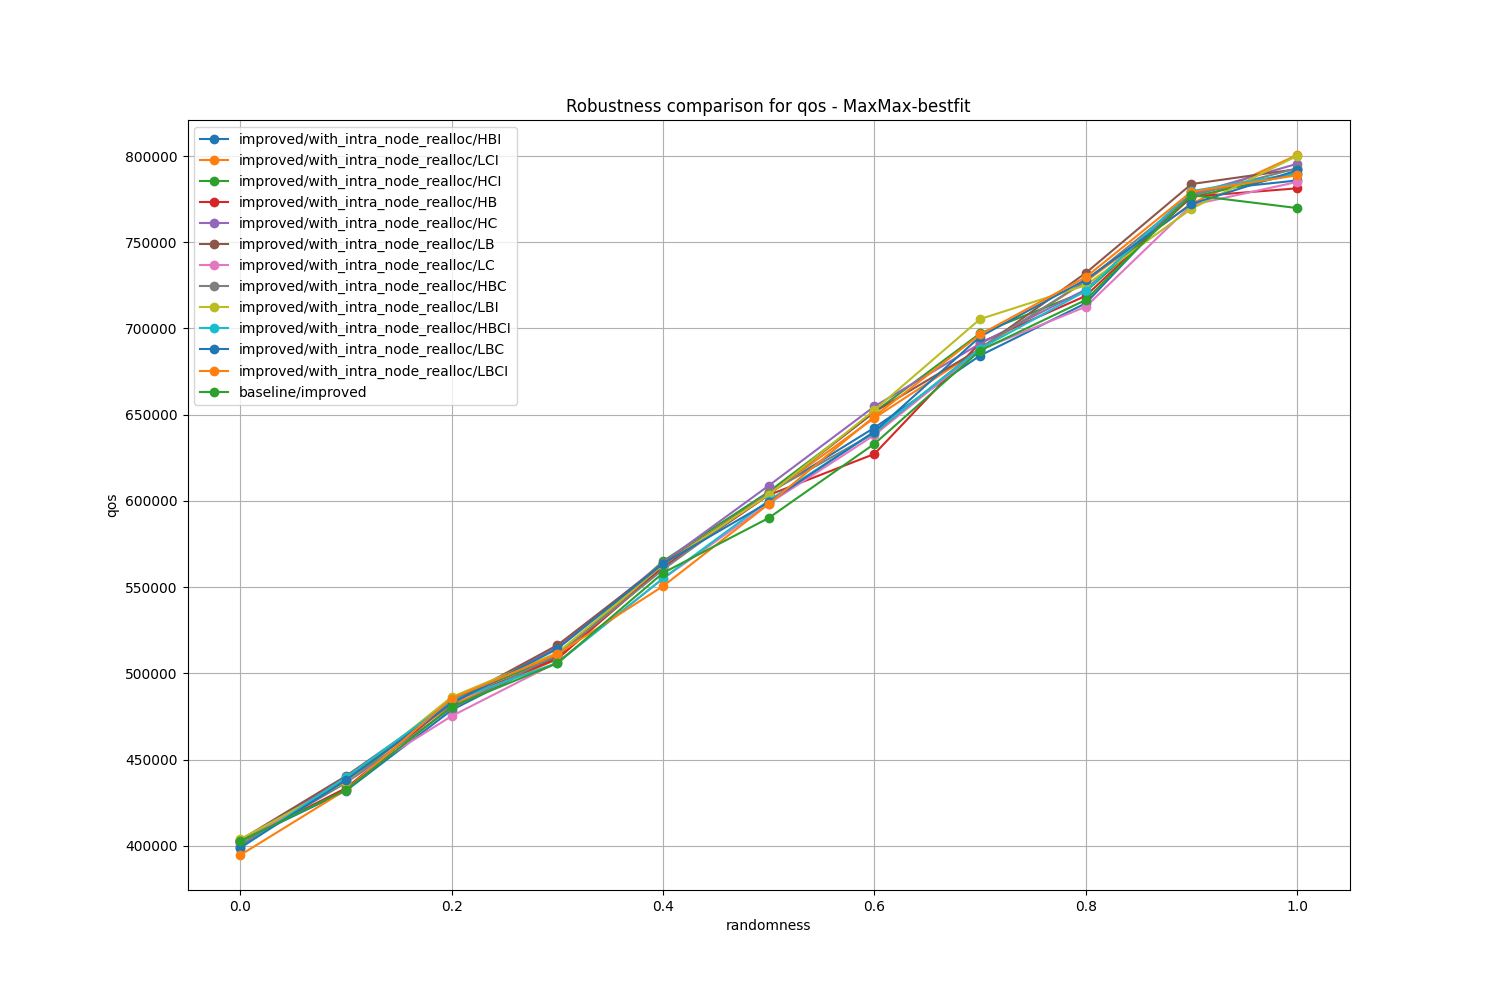 Robustness comparison for qos - MaxMax-bestfit
improved/with_intra_node_realloc/HBI
improved/with_intra_node_realloc/LCI
improved/with_intra_node_realloc/HCI
improved/with_intra_node_realloc/HB
improved/with_intra_node_realloc/HC
improved/with_intra_node_realloc/LB
improved/with_intra_node_realloc/LC
improved/with_intra_node_realloc/HBC
improved/with_intra_node_realloc/LBI
improved/with_intra_node_realloc/HBCI
improved/with_intra_node_realloc/LBC
improved/with_intra_node_realloc/LBCI
baseline/improved
800000
750000
700000
650000
600000
550000
500000
450000
400000
qos
0.0 0.2 0.4 0.6 0.8 1.0
randomness